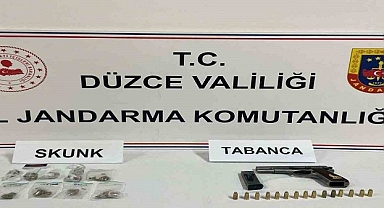 T.C.
DÜZCE VALİLİĞİ
L JANDARMA KOMUTANLIĞ
SKUNK
TABANCA